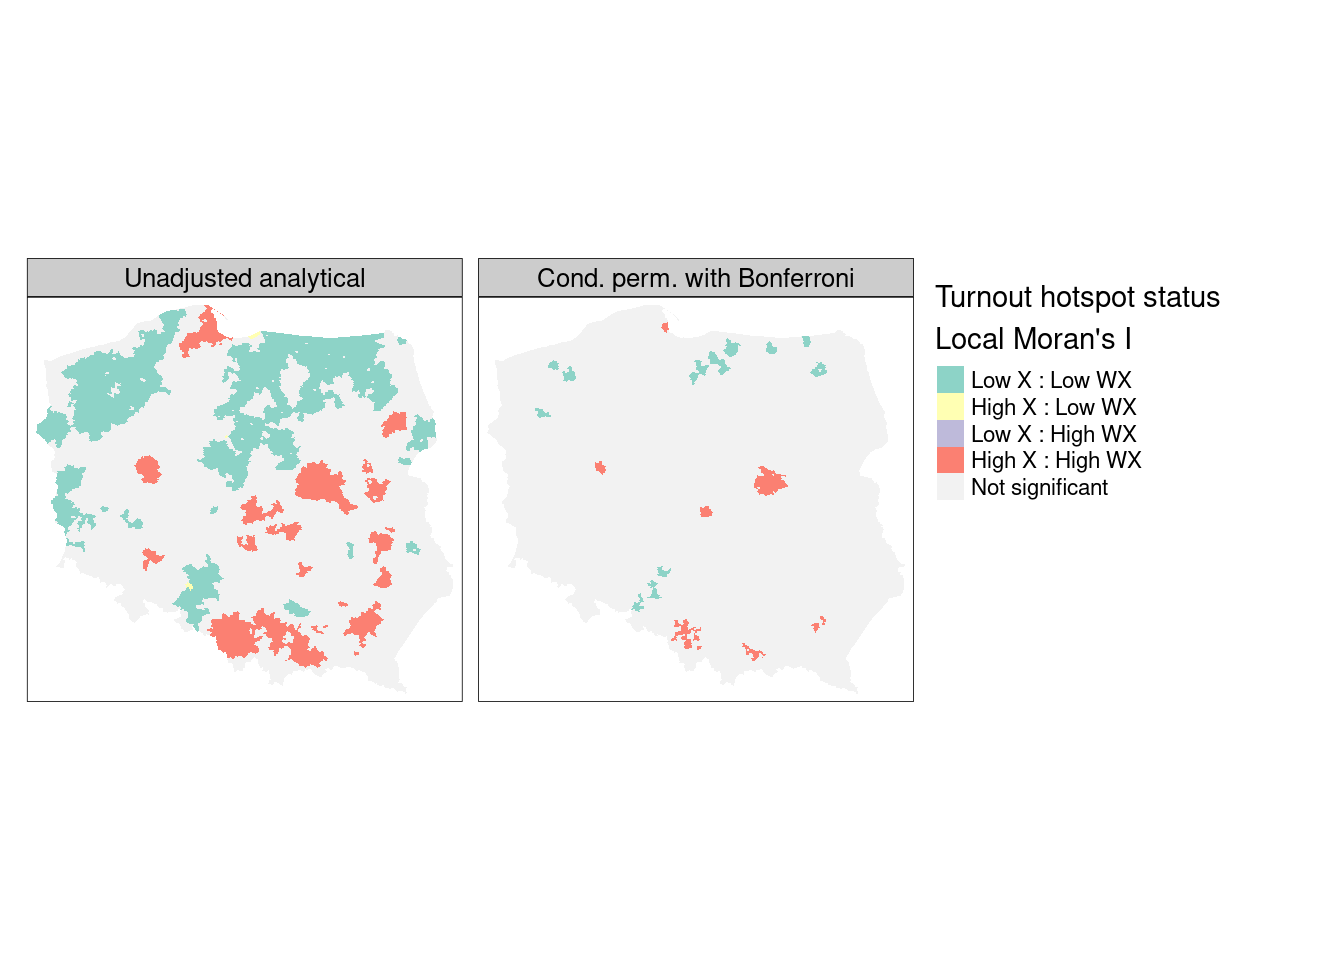 Unadjusted analytical
Cond. perm. with Bonferroni
Turnout hotspot status
Local Moran's I
Low X : Low WX
High X : Low WX
Low X : High WX
High X : High WX
Not significant